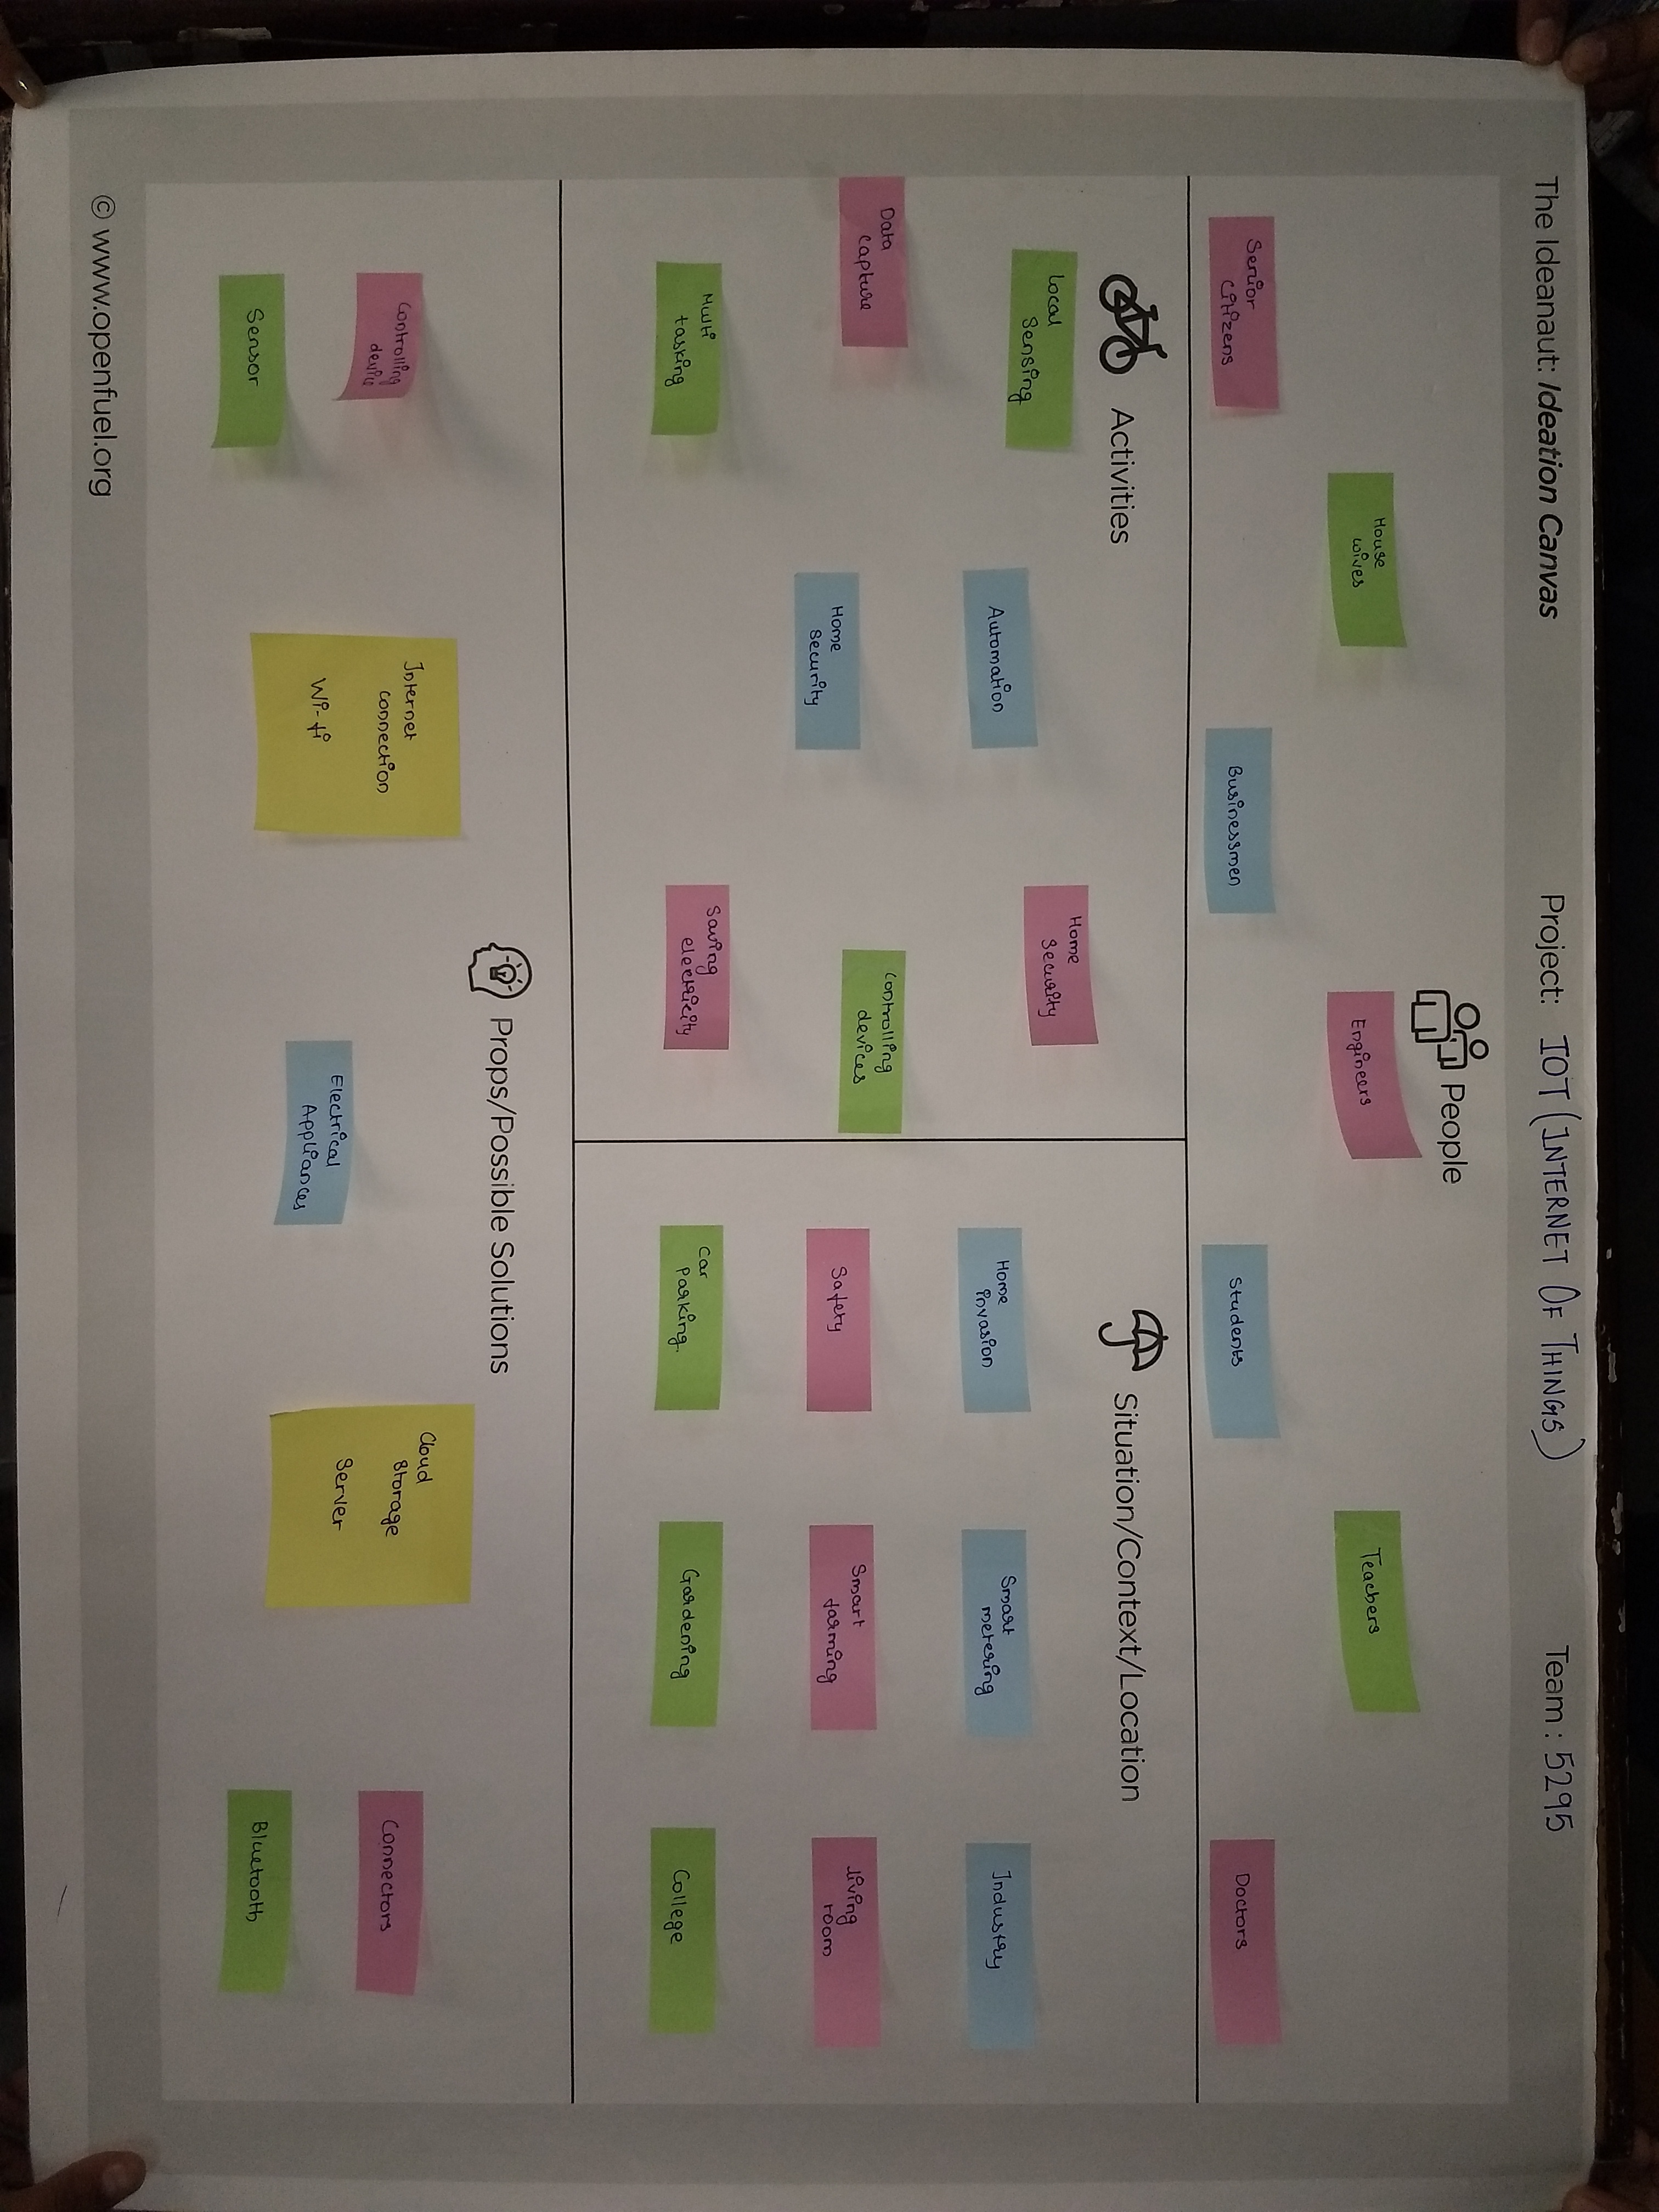 The Ideanaut: Ideation Canvas Project: IOT (INTERNET OF THINGS) Team : 5295
People
Senior
Citizens
House
wives
Businessmen
Engineers
Students
Teachers
Doctors
Activities
Local
Sensing
Automation
Home
Security
Data
Capture
Home
security
Controlling
devices
Multi
tasking
Saving
electricity
Situation/Context/Location
Home
invasion
Smart
metering
Industry
Safety
Smart
farming
living
room
Car
parking.
Gardening
College
Props/Possible Solutions
Controlling
device
Sensor
Internet
connection
Wi-fi
Electrical
Appliances
Cloud
Storage
Server
Connectors
Bluetooth
© www.openfuel.org